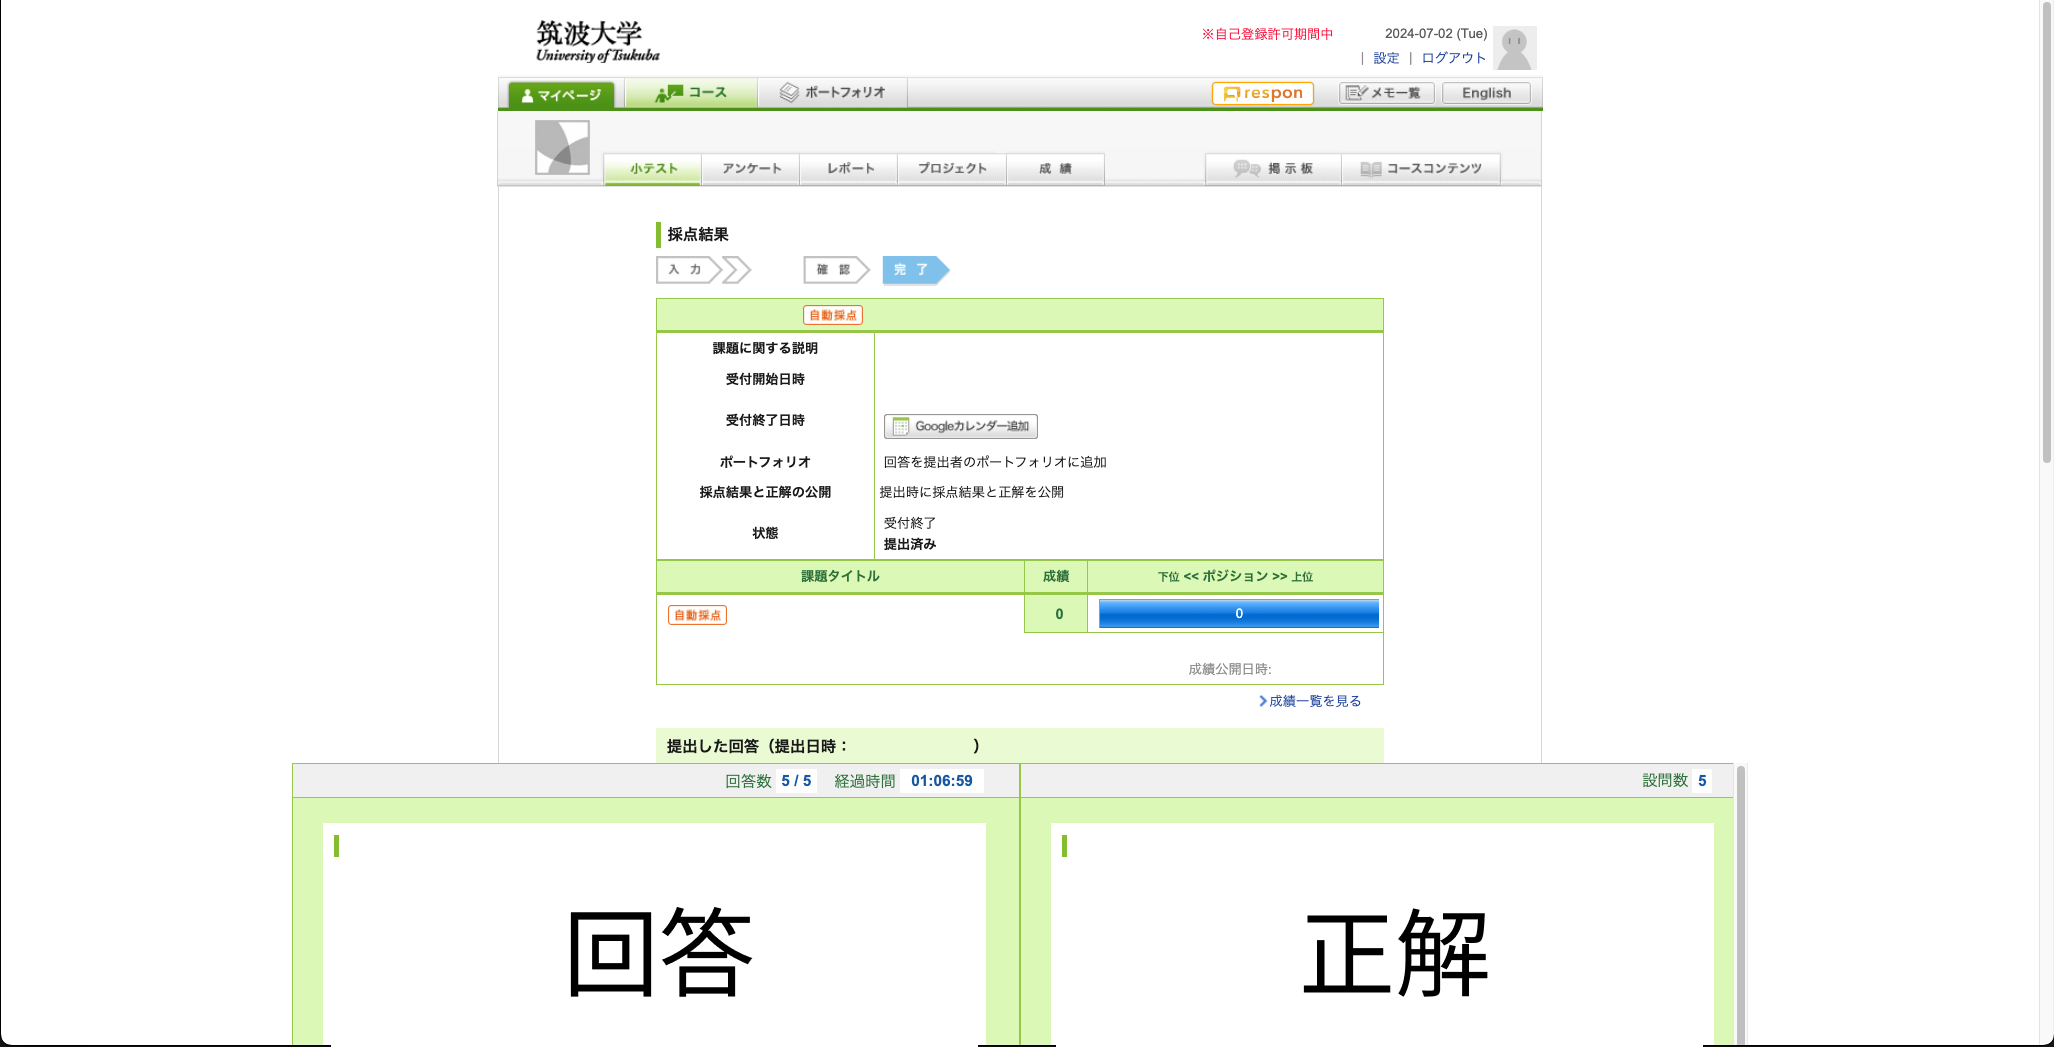 筑波大学
University of Tsukuba
※自己登録許可期間中
2024-07-02 (Tue)
| 設定 | ログアウト
マイページ
コース
ポートフォリオ
respon
メモ一覧
English
小テスト
アンケート
レポート
プロジェクト
成 績
掲 示 板
コースコンテンツ
採点結果
入 力
確 認
完 了
自動採点
課題に関する説明
受付開始日時
受付終了日時
Googleカレンダー追加
ポートフォリオ
回答を提出者のポートフォリオに追加
採点結果と正解の公開
提出時に採点結果と正解を公開
状態
受付終了
提出済み
課題タイトル
成績
下位 << ポジション >> 上位
自動採点
0
0
成績公開日時:
成績一覧を見る
提出した回答（提出日時： ）
回答数 5 / 5 経過時間 01:06:59
設問数 5
回答
正解